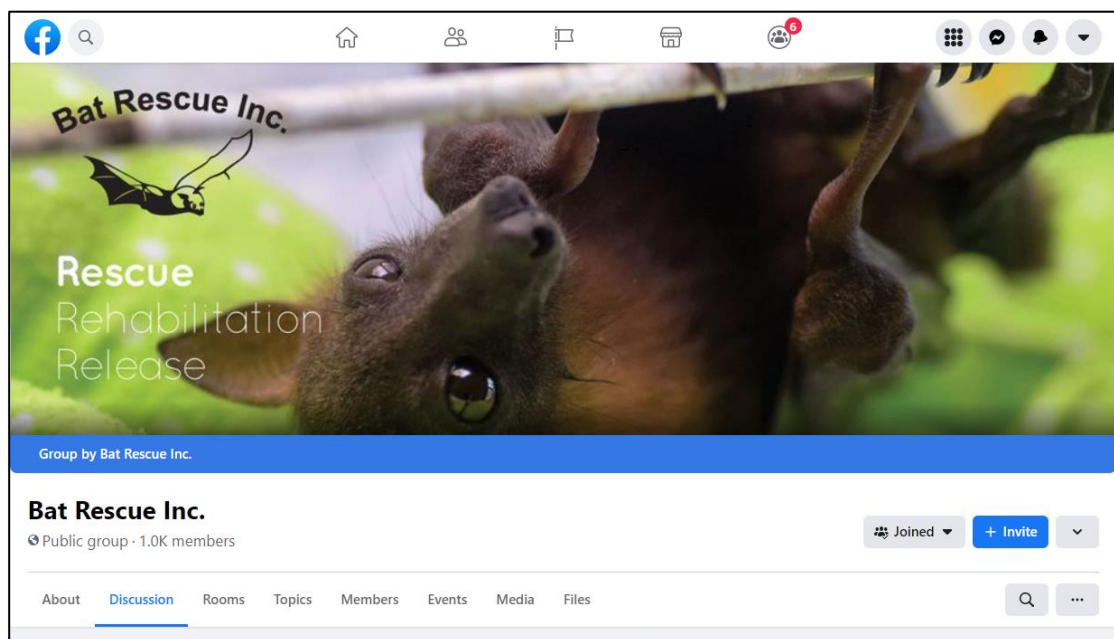 6
Bat Rescue Inc.
Rescue
Rehabilitation
Release
Group by Bat Rescue Inc.
Bat Rescue Inc.
Public group · 1.0K members
Joined
+ Invite
About Discussion Rooms Topics Members Events Media Files